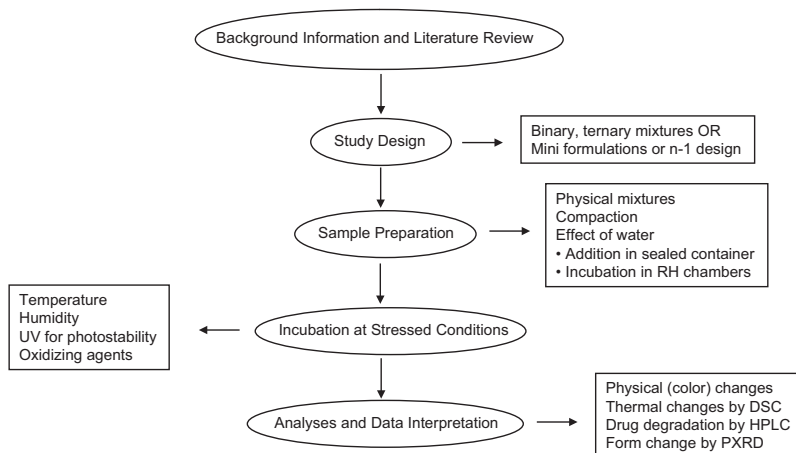 Background Information and Literature Review
Study Design
Binary, ternary mixtures OR
Mini formulations or n-1 design
Sample Preparation
Physical mixtures
Compaction
Effect of water
• Addition in sealed container
• Incubation in RH chambers
Incubation at Stressed Conditions
Temperature
Humidity
UV for photostability
Oxidizing agents
Analyses and Data Interpretation
Physical (color) changes
Thermal changes by DSC
Drug degradation by HPLC
Form change by PXRD